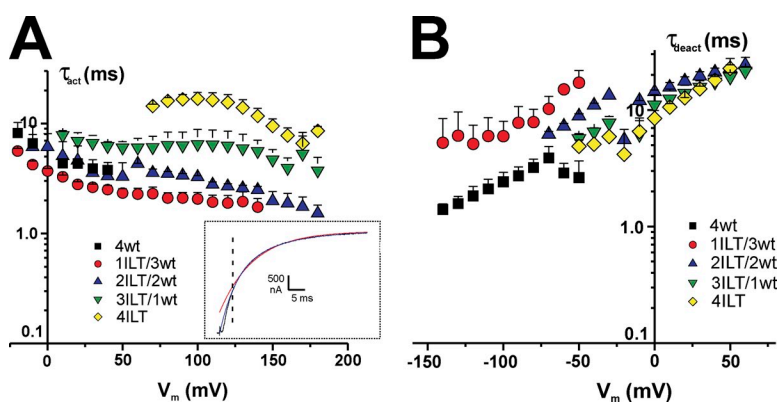 A
τact (ms)
10
1.0
0.1
4wt
1ILT/3wt
2ILT/2wt
3ILT/1wt
4ILT
500
nA
5 ms
0 50 100 150 200
Vm (mV)
B
τdeact (ms)
10
1.0
0.1
4wt
1ILT/3wt
2ILT/2wt
3ILT/1wt
4ILT
-150 -100 -50 0 50
Vm (mV)